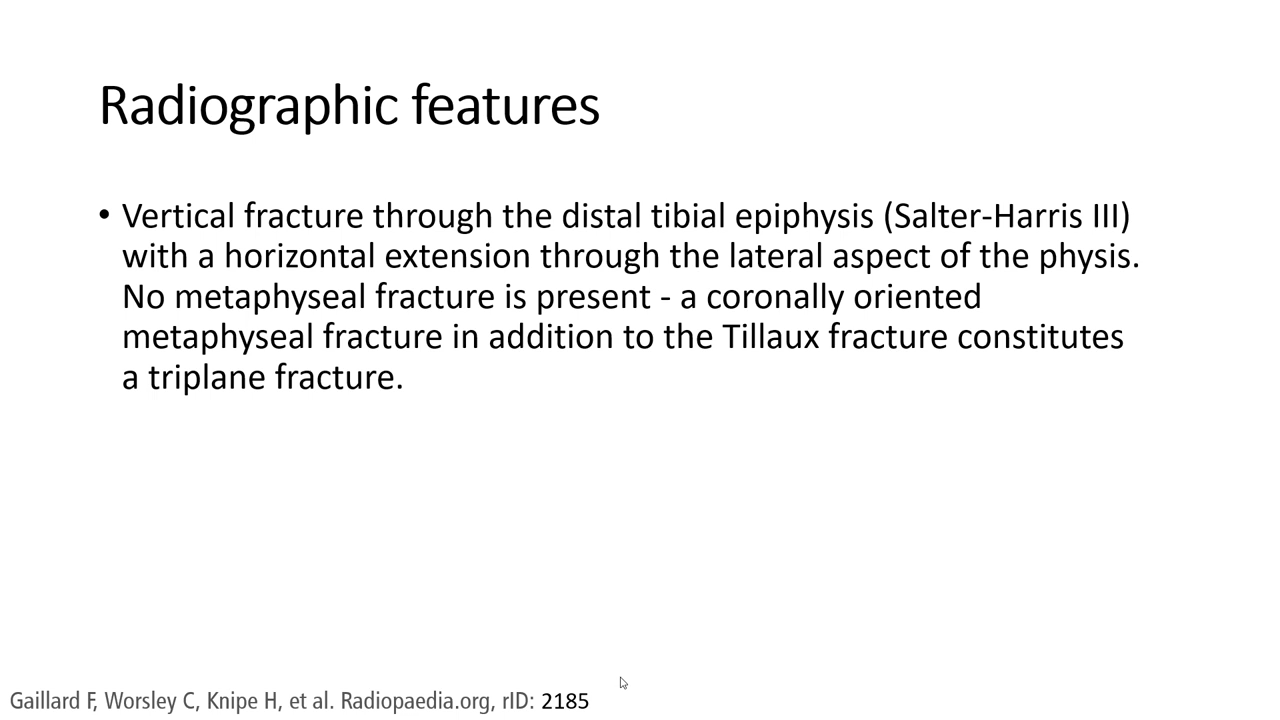 Radiographic features
• Vertical fracture through the distal tibial epiphysis (Salter-Harris III)
with a horizontal extension through the lateral aspect of the physis.
No metaphyseal fracture is present - a coronally oriented
metaphyseal fracture in addition to the Tillaux fracture constitutes
a triplane fracture.
Gaillard F, Worsley C, Knipe H, et al. Radiopaedia.org, rID: 2185